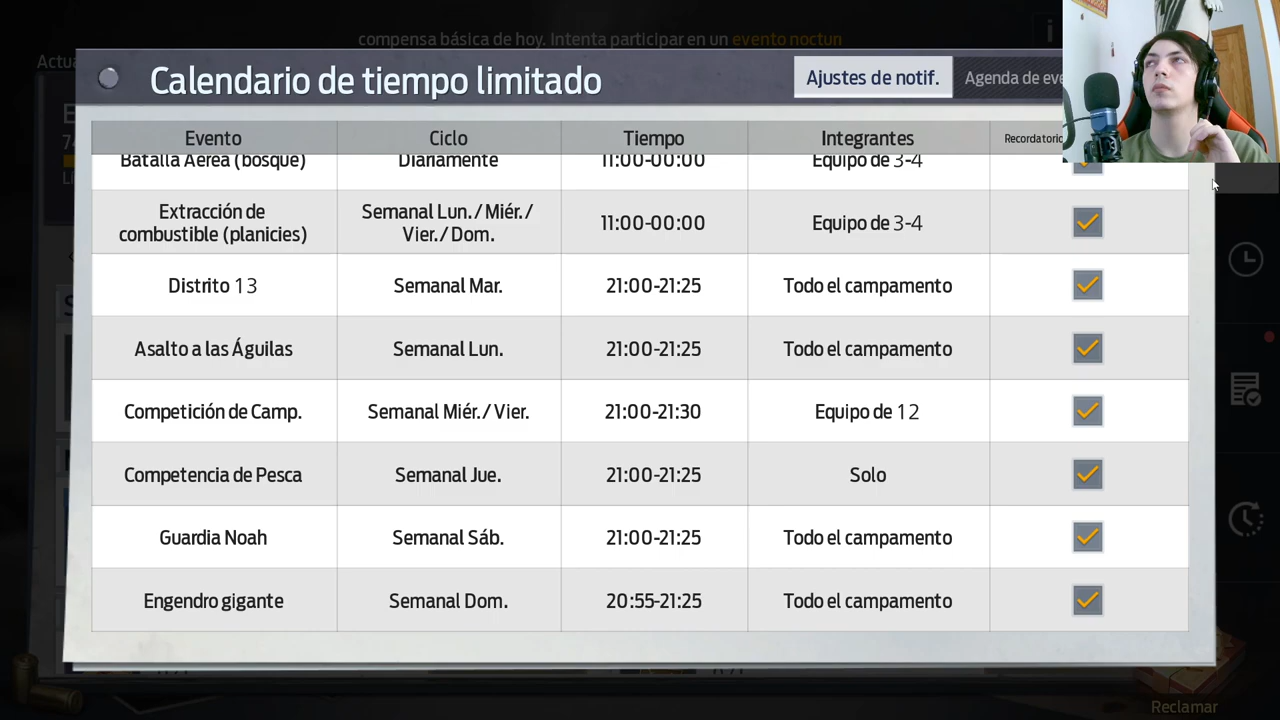 compensa básica de hoy. Intenta participar en un evento noctun
Actua
Calendario de tiempo limitado
Ajustes de notif.
Agenda de eve
Evento Ciclo Tiempo Integrantes Recordatorio
Batalla Aérea (bosque) Diariamente 11:00-00:00 Equipo de 3-4
Extracción de
combustible (planicies)
Semanal Lun./Miér./
Vier./ Dom.
11:00-00:00 Equipo de 3-4
Distrito 13 Semanal Mar. 21:00-21:25 Todo el campamento
Asalto a las Águilas Semanal Lun. 21:00-21:25 Todo el campamento
Competición de Camp. Semanal Miér./ Vier. 21:00-21:30 Equipo de 12
Competencia de Pesca Semanal Jue. 21:00-21:25 Solo
Guardia Noah Semanal Sáb. 21:00-21:25 Todo el campamento
Engendro gigante Semanal Dom. 20:55-21:25 Todo el campamento
Reclamar